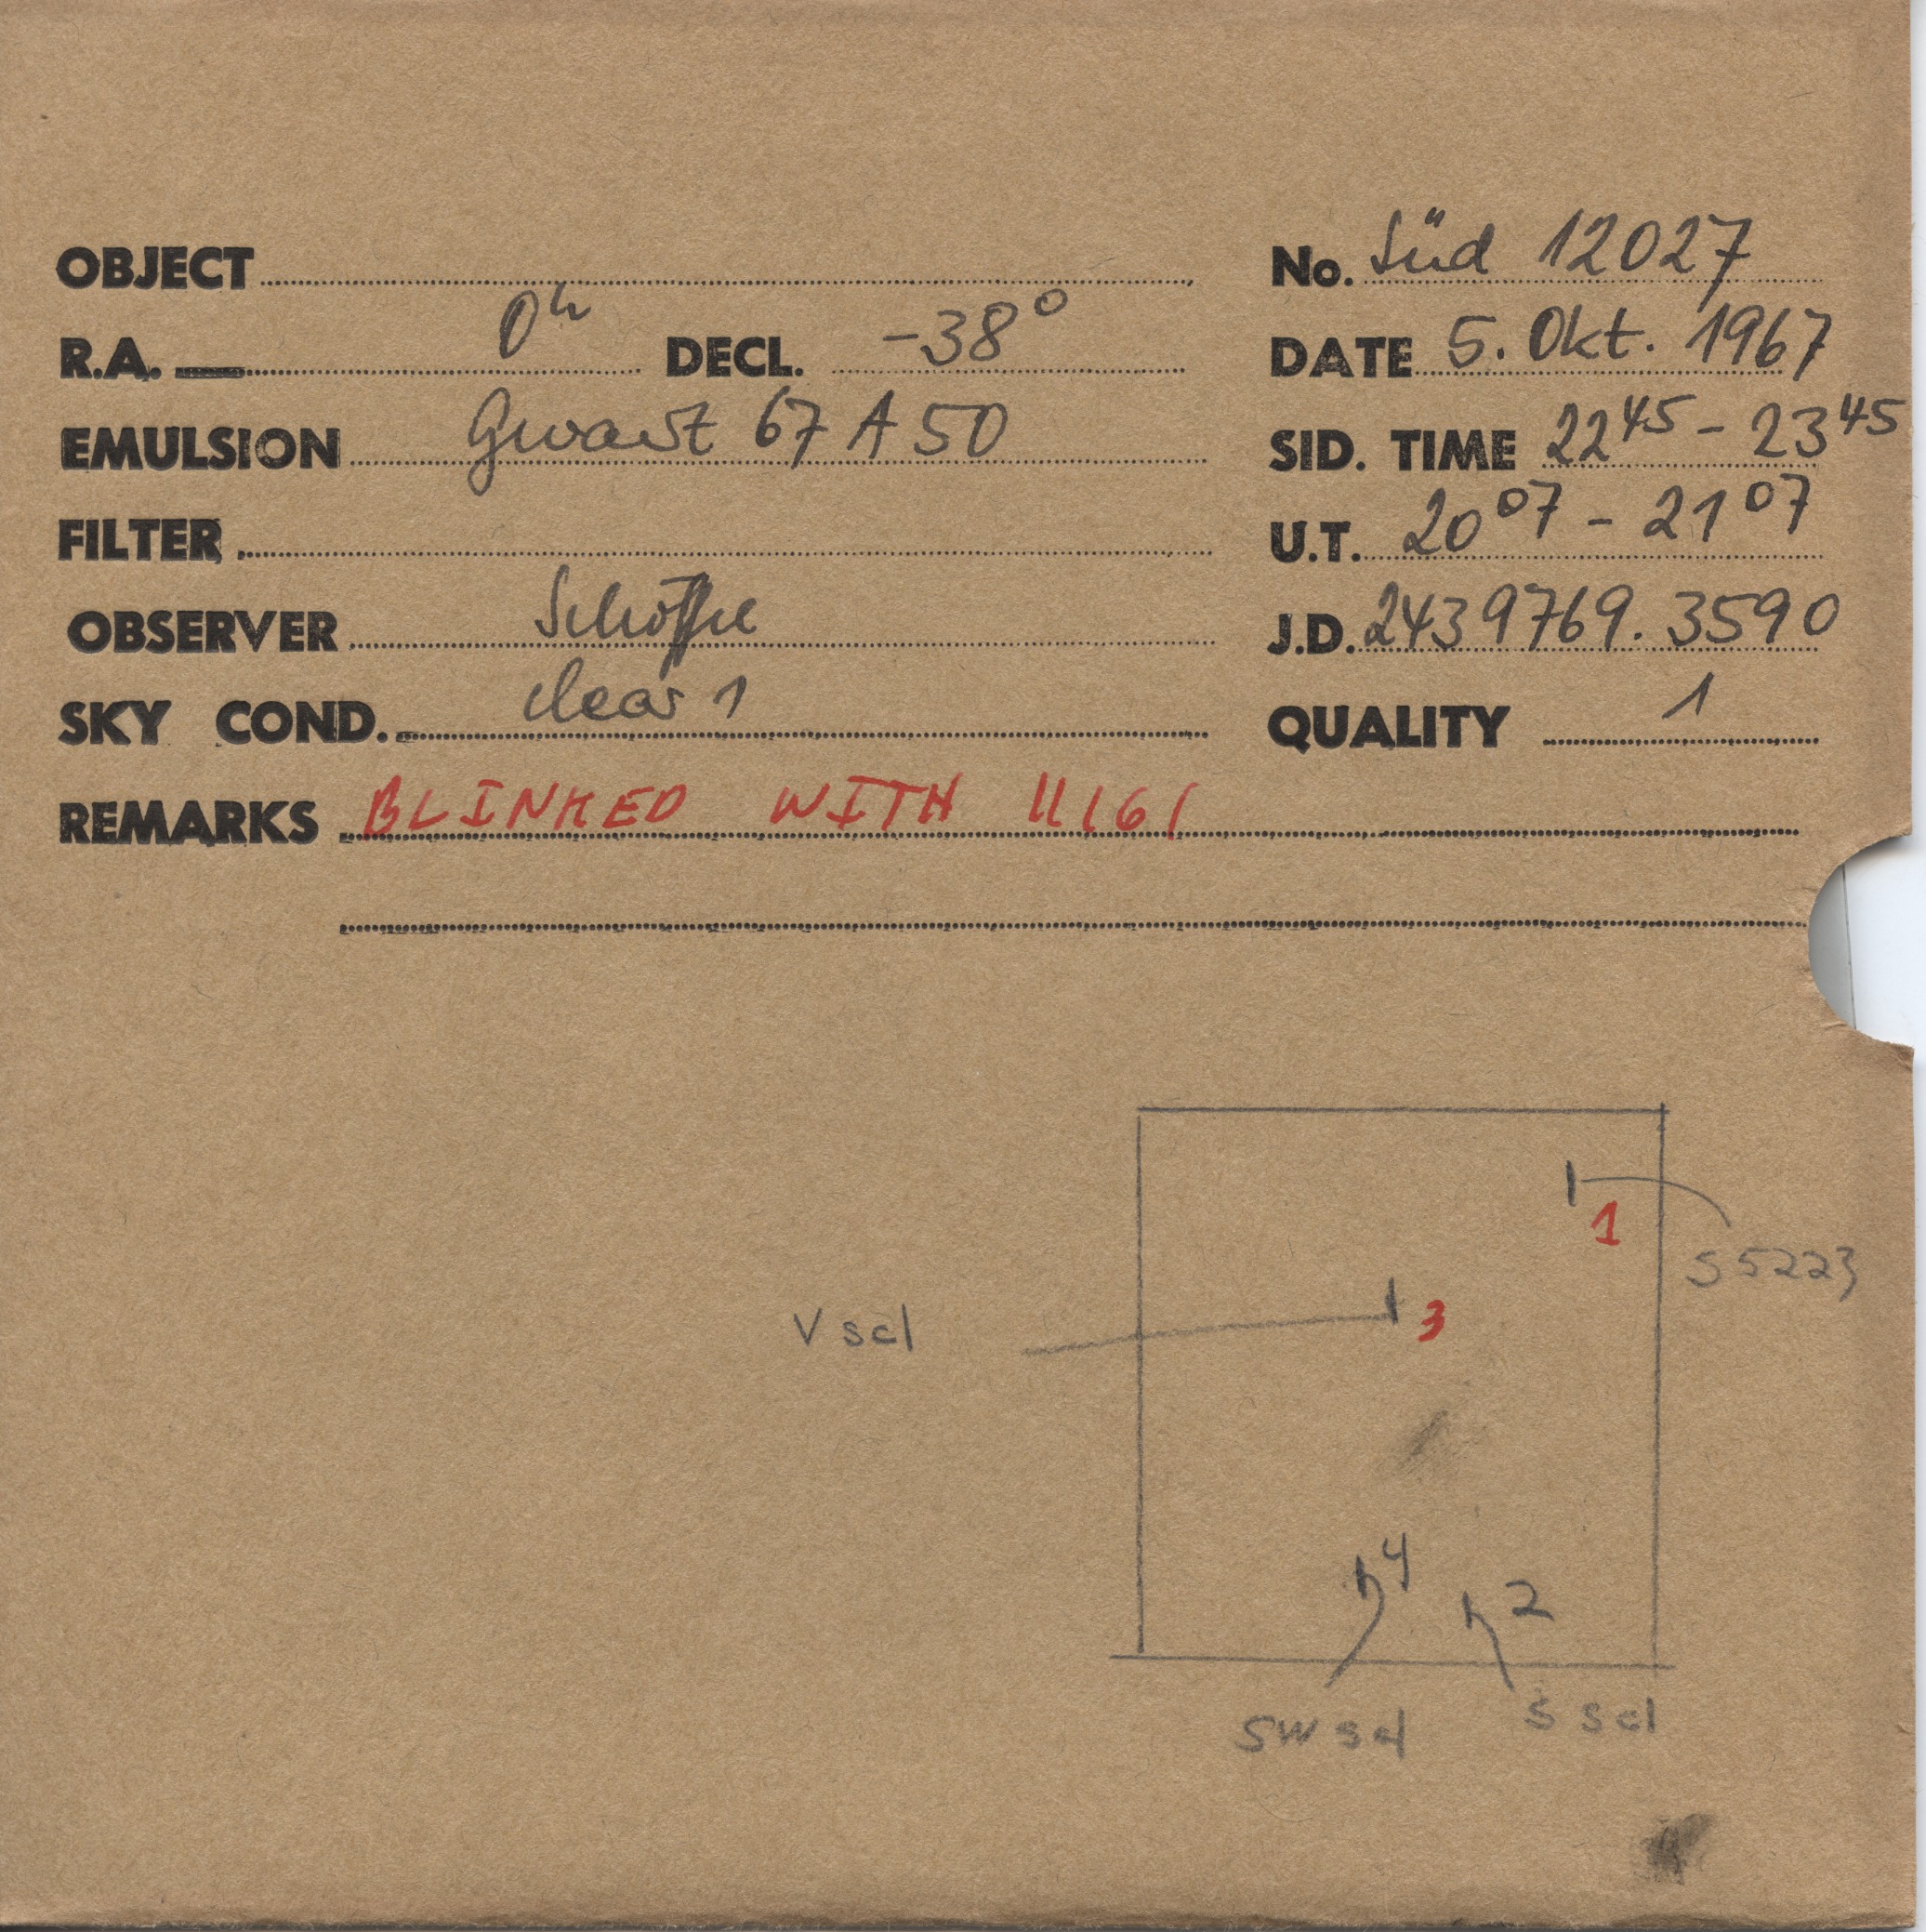 OBJECT
No. Süd 12027
R.A. 0h DECL. -38°
DATE 5. Okt. 1967
EMULSION Gevaert 67 A 50
SID. TIME 22 45 - 23 45
FILTER
U.T. 20 07 - 21 07
OBSERVER
J.D. 2439769.3590
SKY COND. clear 1
QUALITY 1
REMARKS BLINKED WITH 11161
1
S 5223
V scl
3
4
2
SW scl
S scl